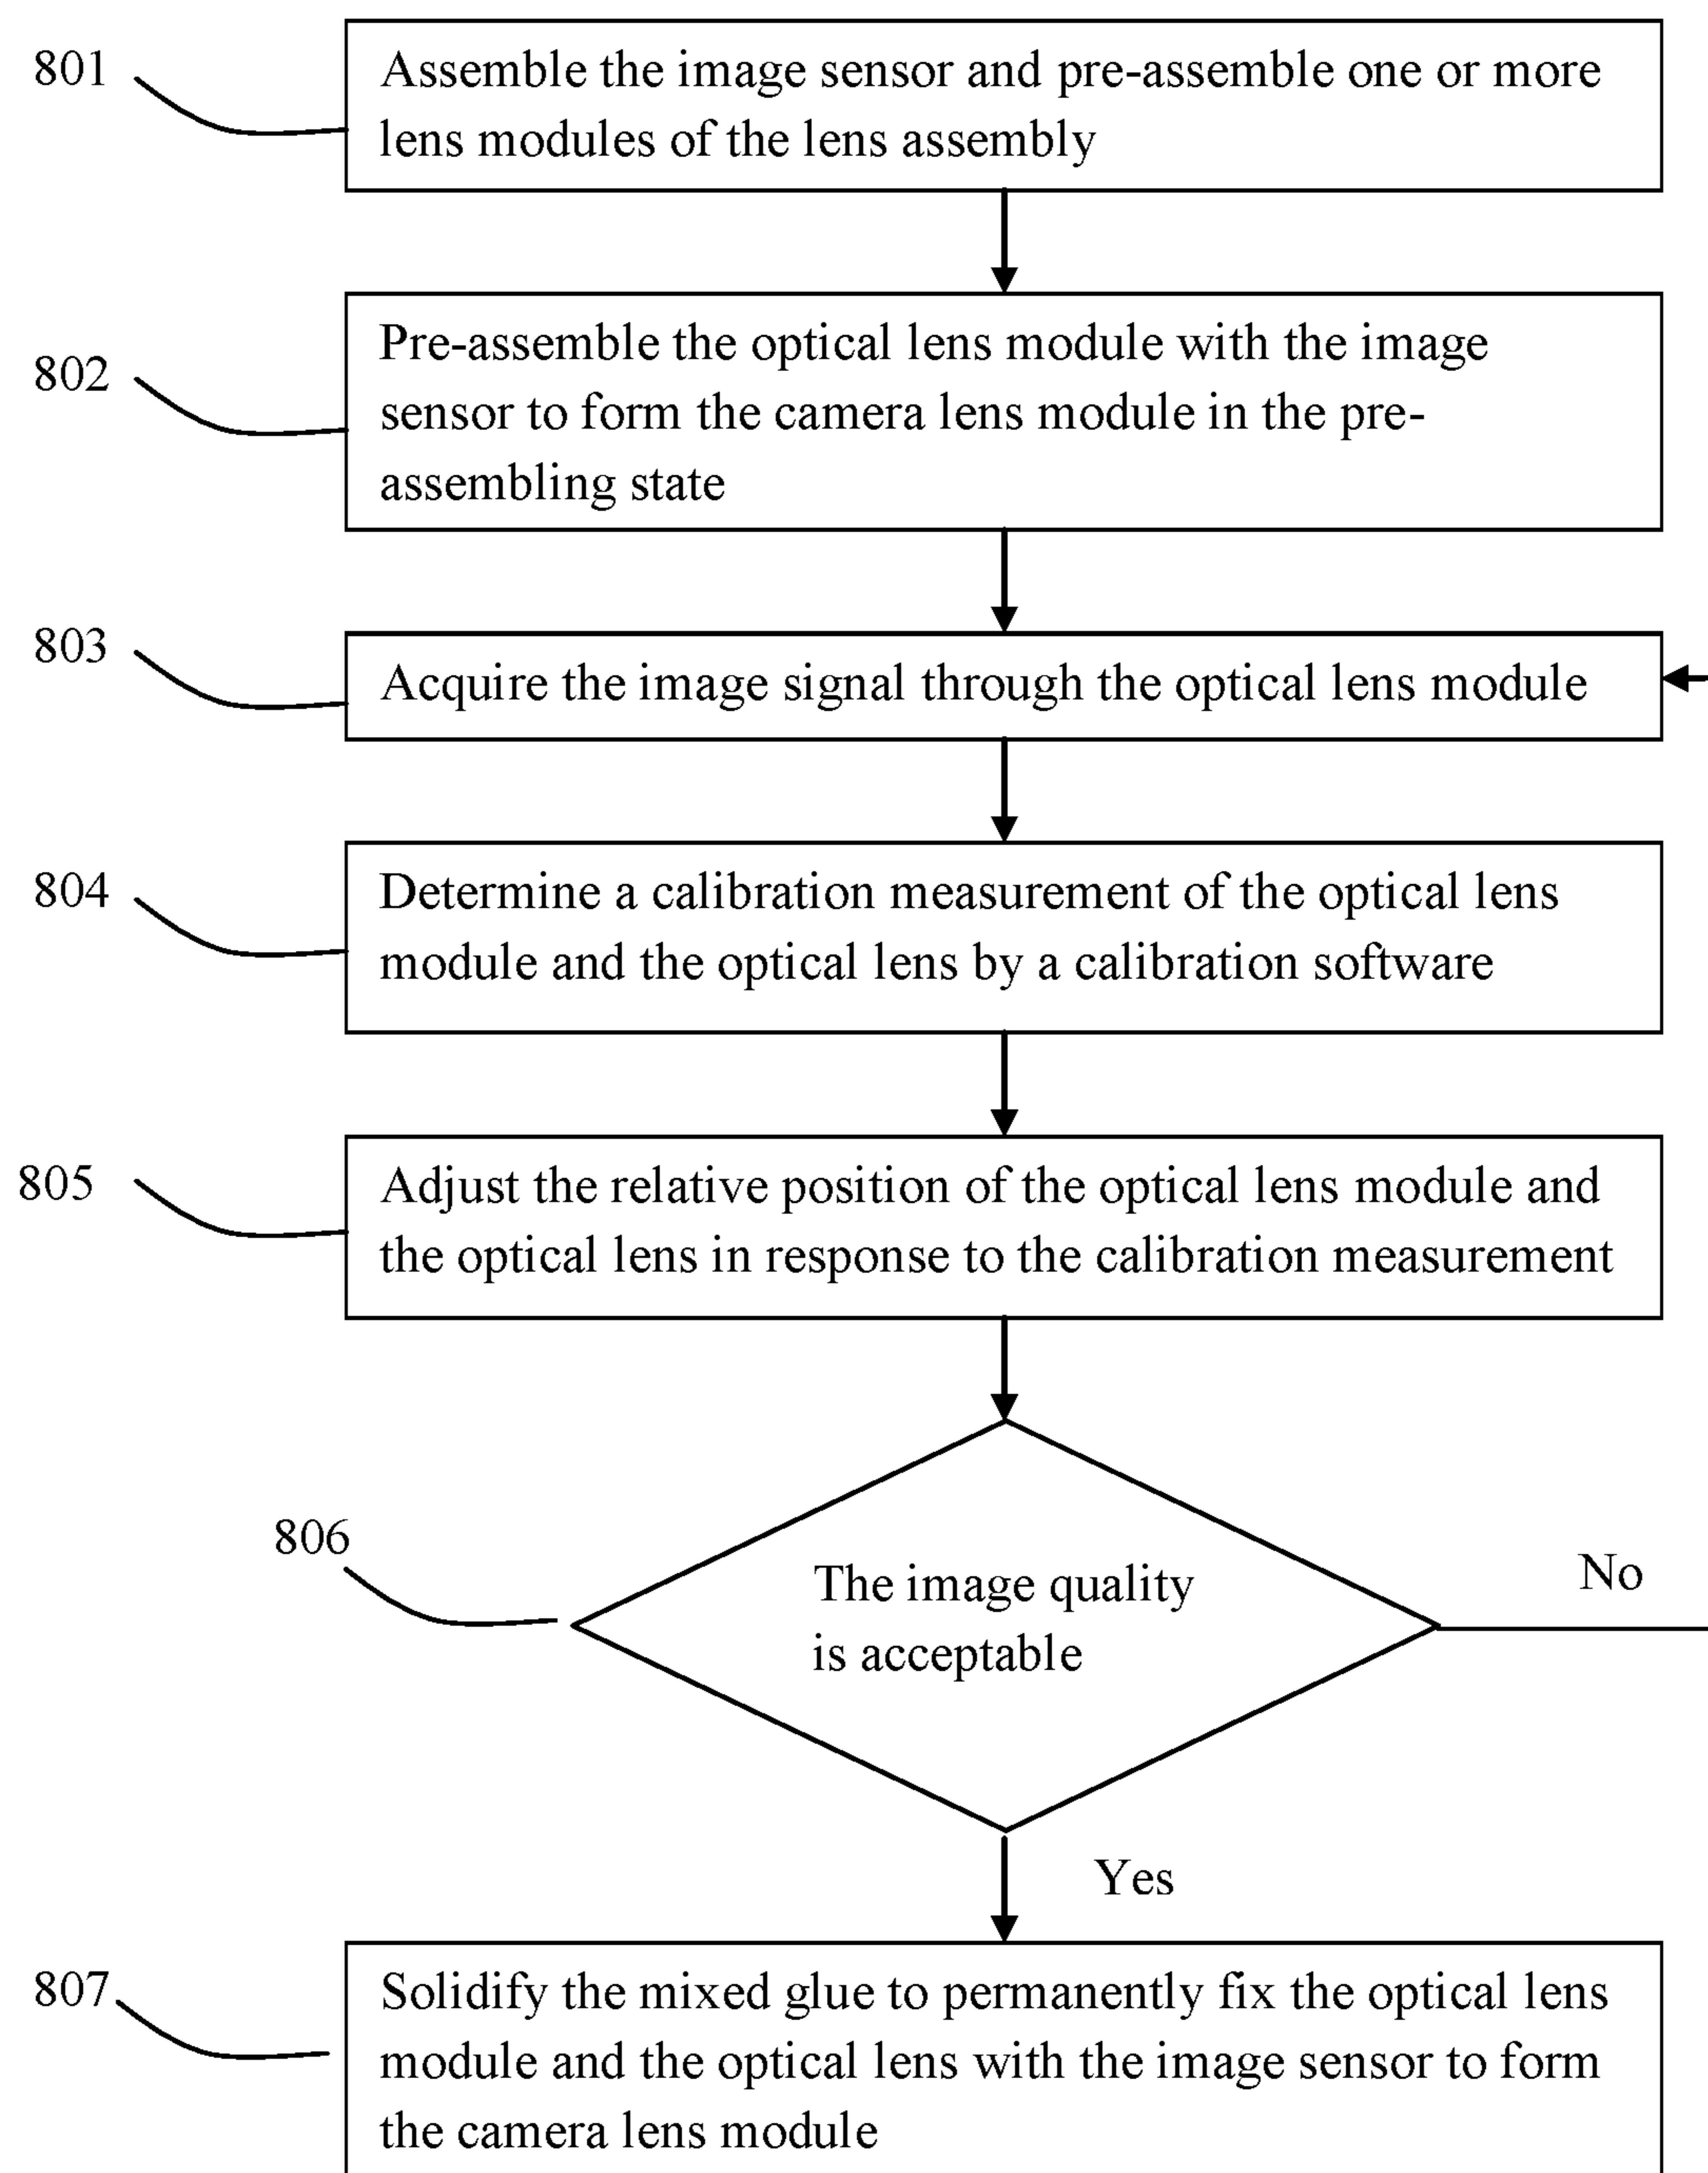 801
Assemble the image sensor and pre-assemble one or more
lens modules of the lens assembly
802
Pre-assemble the optical lens module with the image
sensor to form the camera lens module in the pre-
assembling state
803
Acquire the image signal through the optical lens module
804
Determine a calibration measurement of the optical lens
module and the optical lens by a calibration software
805
Adjust the relative position of the optical lens module and
the optical lens in response to the calibration measurement
806
The image quality
is acceptable
No
Yes
807
Solidify the mixed glue to permanently fix the optical lens
module and the optical lens with the image sensor to form
the camera lens module